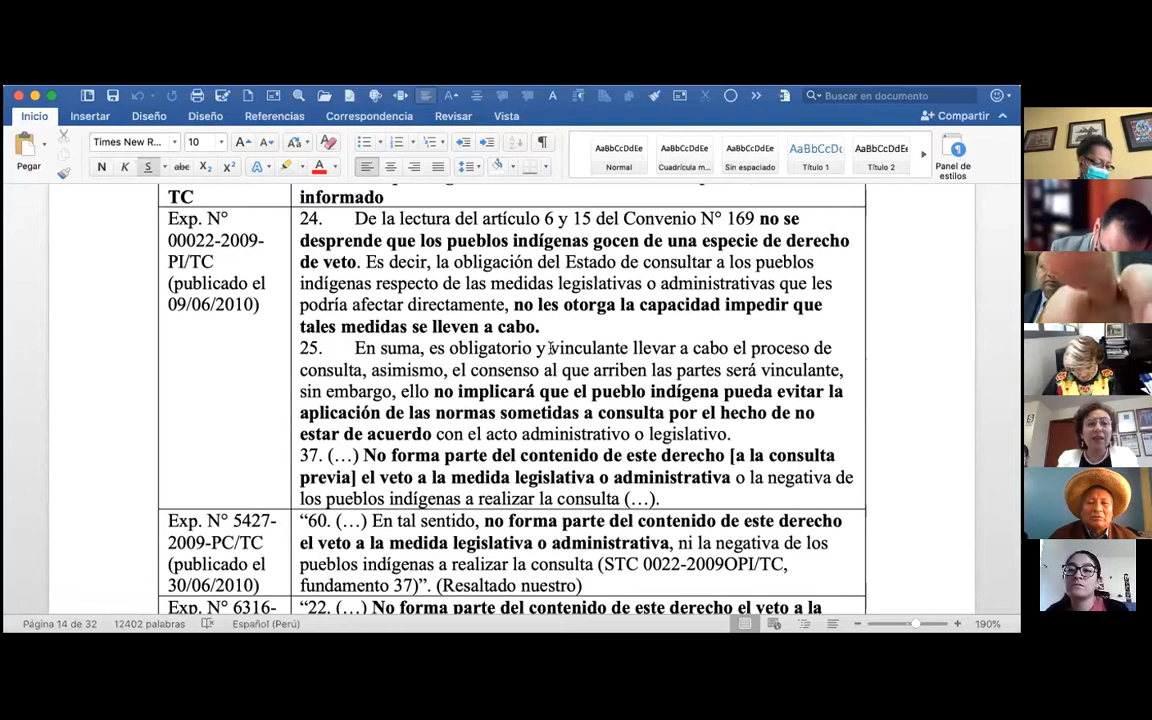 Buscar en documento
Inicio
Insertar
Diseño
Diseño
Referencias
Correspondencia
Revisar
Vista
Compartir
Pegar
Times New R...
10
N K S abc X₂ X²
AaBbCcDdEe
Normal
AaBbCcDdEe
Cuadrícula m...
AaBbCcDdEe
Sin espaciado
AaBbCcDc
Título 1
AaBbCcDdEe
Título 2
Panel de
estilos
TC
informado
Exp. N°
00022-2009-
PI/TC
(publicado el
09/06/2010)
24. De la lectura del artículo 6 y 15 del Convenio N° 169 no se
desprende que los pueblos indígenas gocen de una especie de derecho
de veto. Es decir, la obligación del Estado de consultar a los pueblos
indígenas respecto de las medidas legislativas o administrativas que les
podría afectar directamente, no les otorga la capacidad impedir que
tales medidas se lleven a cabo.
25. En suma, es obligatorio y vinculante llevar a cabo el proceso de
consulta, asimismo, el consenso al que arriben las partes será vinculante,
sin embargo, ello no implicará que el pueblo indígena pueda evitar la
aplicación de las normas sometidas a consulta por el hecho de no
estar de acuerdo con el acto administrativo o legislativo.
37. (…) No forma parte del contenido de este derecho [a la consulta
previa] el veto a la medida legislativa o administrativa o la negativa de
los pueblos indígenas a realizar la consulta (…).
Exp. N° 5427-
2009-PC/TC
(publicado el
30/06/2010)
“60. (…) En tal sentido, no forma parte del contenido de este derecho
el veto a la medida legislativa o administrativa, ni la negativa de los
pueblos indígenas a realizar la consulta (STC 0022-2009OPI/TC,
fundamento 37)”. (Resaltado nuestro)
Exp. N° 6316-
“22. (…) No forma parte del contenido de este derecho el veto a la
Página 14 de 32
12402 palabras
Español (Perú)
190%